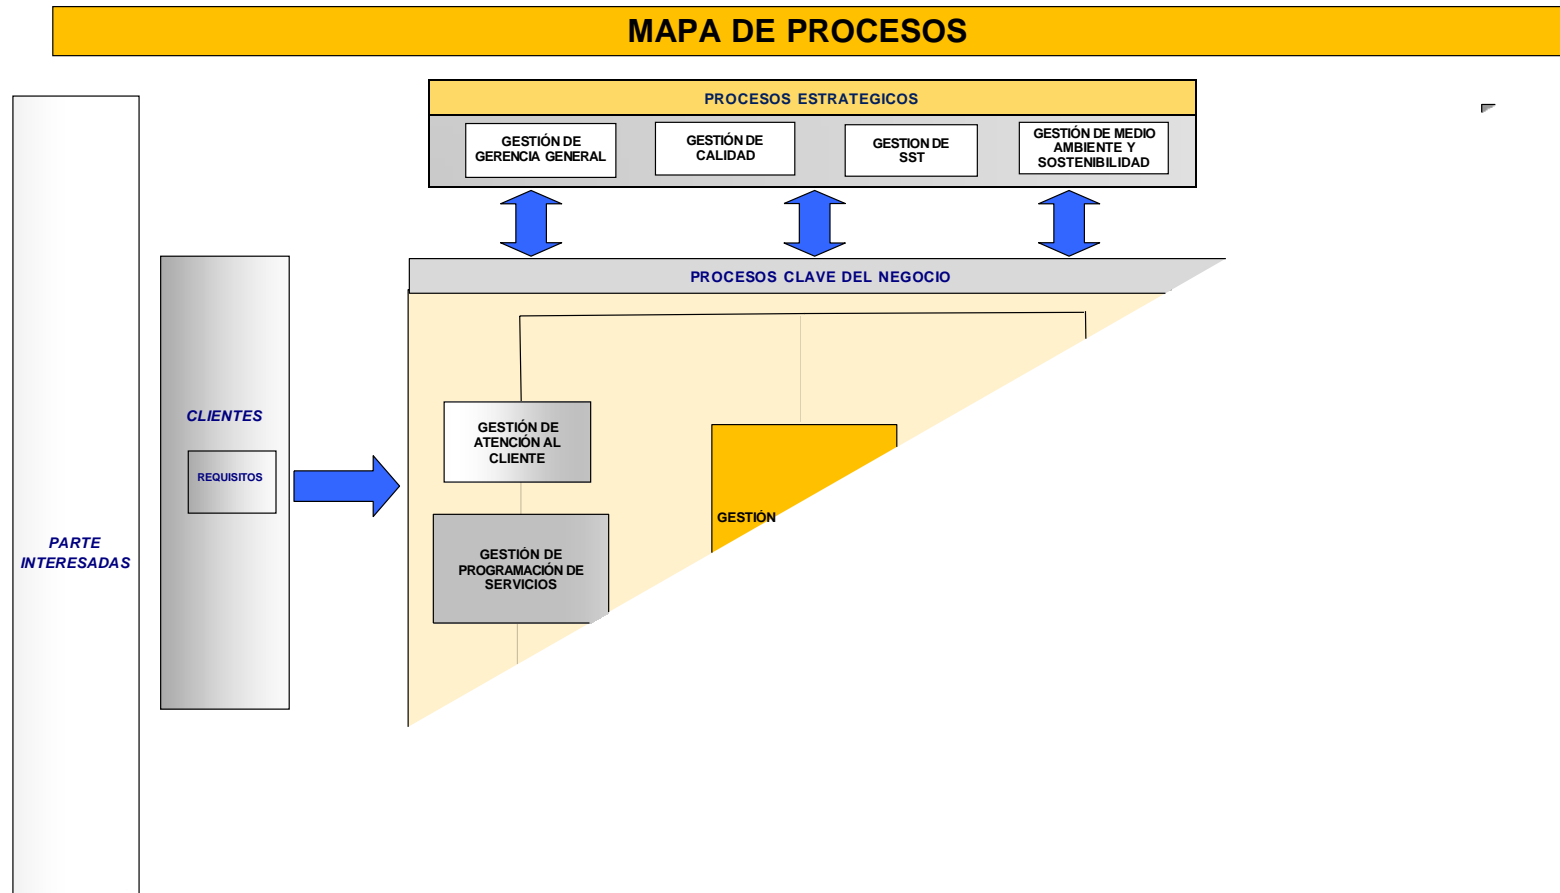 MAPA DE PROCESOS
PROCESOS ESTRATEGICOS
GESTIÓN DE
GERENCIA GENERAL
GESTIÓN DE
CALIDAD
GESTION DE
SST
GESTIÓN DE MEDIO
AMBIENTE Y
SOSTENIBILIDAD
PROCESOS CLAVE DEL NEGOCIO
CLIENTES
REQUISITOS
GESTIÓN DE
ATENCIÓN AL
CLIENTE
GESTIÓN
PARTE
INTERESADAS
GESTIÓN DE
PROGRAMACIÓN DE
SERVICIOS